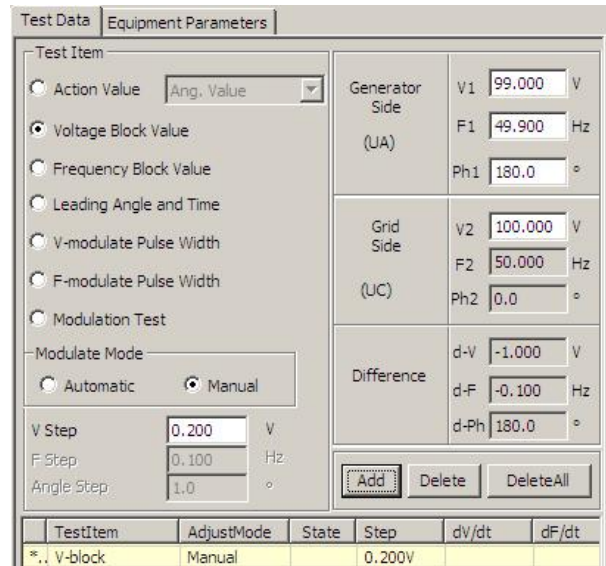 Test Data Equipment Parameters
Test Item
Action Value Ang. Value
Voltage Block Value
Frequency Block Value
Leading Angle and Time
V-modulate Pulse Width
F-modulate Pulse Width
Modulation Test
Modulate Mode
Automatic Manual
V Step 0.200 V
F Step 0.100 Hz
Angle Step 1.0 °
Generator
Side
(UA)
V1 99.000 V
F1 49.900 Hz
Ph1 180.0 °
Grid
Side
(UC)
V2 100.000 V
F2 50.000 Hz
Ph2 0.0 °
Difference
d-V -1.000 V
d-F -0.100 Hz
d-Ph 180.0 °
Add Delete DeleteAll
TestItem AdjustMode State Step dV/dt dF/dt
*.. V-block Manual 0.200V